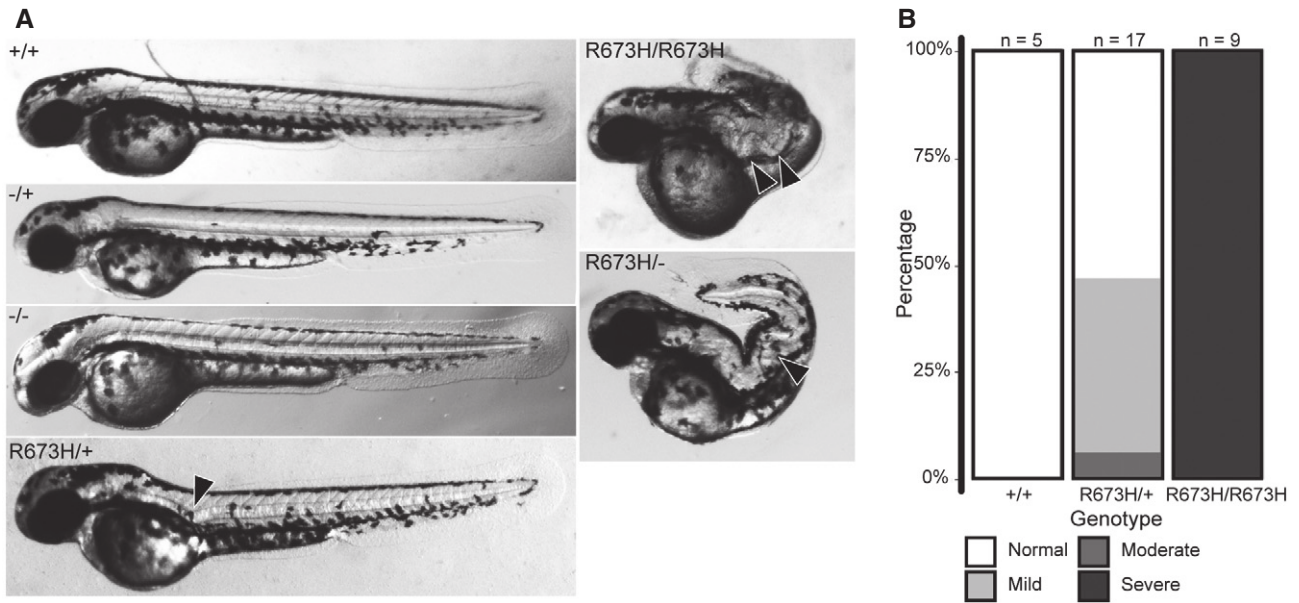 A
+/+
-/+
-/-
R673H/+
R673H/R673H
R673H/-
B
n = 5 n = 17 n = 9
100%
75%
50%
25%
0%
Percentage
+/+ R673H/+ R673H/R673H
Genotype
Normal Moderate
Mild Severe